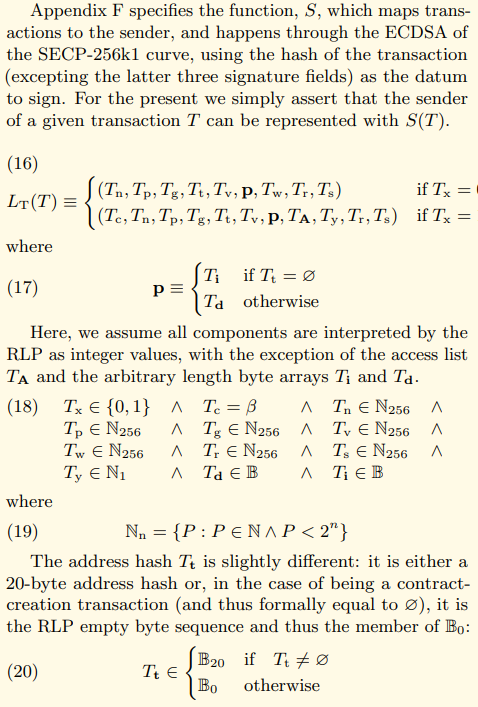 Appendix F specifies the function, S, which maps trans-
actions to the sender, and happens through the ECDSA of
the SECP-256k1 curve, using the hash of the transaction
(excepting the latter three signature fields) as the datum
to sign. For the present we simply assert that the sender
of a given transaction T can be represented with S(T).
(16)
L_T(T) ≡ { (T_n, T_p, T_g, T_t, T_v, p, T_w, T_r, T_s) if T_x =
(T_c, T_n, T_p, T_g, T_t, T_v, p, T_A, T_y, T_r, T_s) if T_x =
where
(17) p ≡ { T_i if T_t = ∅
T_d otherwise
Here, we assume all components are interpreted by the
RLP as integer values, with the exception of the access list
T_A and the arbitrary length byte arrays T_i and T_d.
(18) T_x ∈ {0,1} ∧ T_c = β ∧ T_n ∈ ℕ_256 ∧
T_p ∈ ℕ_256 ∧ T_g ∈ ℕ_256 ∧ T_v ∈ ℕ_256 ∧
T_w ∈ ℕ_256 ∧ T_r ∈ ℕ_256 ∧ T_s ∈ ℕ_256 ∧
T_y ∈ ℕ_1 ∧ T_d ∈ 𝔹 ∧ T_i ∈ 𝔹
where
(19) ℕ_n = {P : P ∈ ℕ ∧ P < 2^n}
The address hash T_t is slightly different: it is either a
20-byte address hash or, in the case of being a contract-
creation transaction (and thus formally equal to ∅), it is
the RLP empty byte sequence and thus the member of 𝔹_0:
(20) T_t ∈ { 𝔹_20 if T_t ≠ ∅
𝔹_0 otherwise